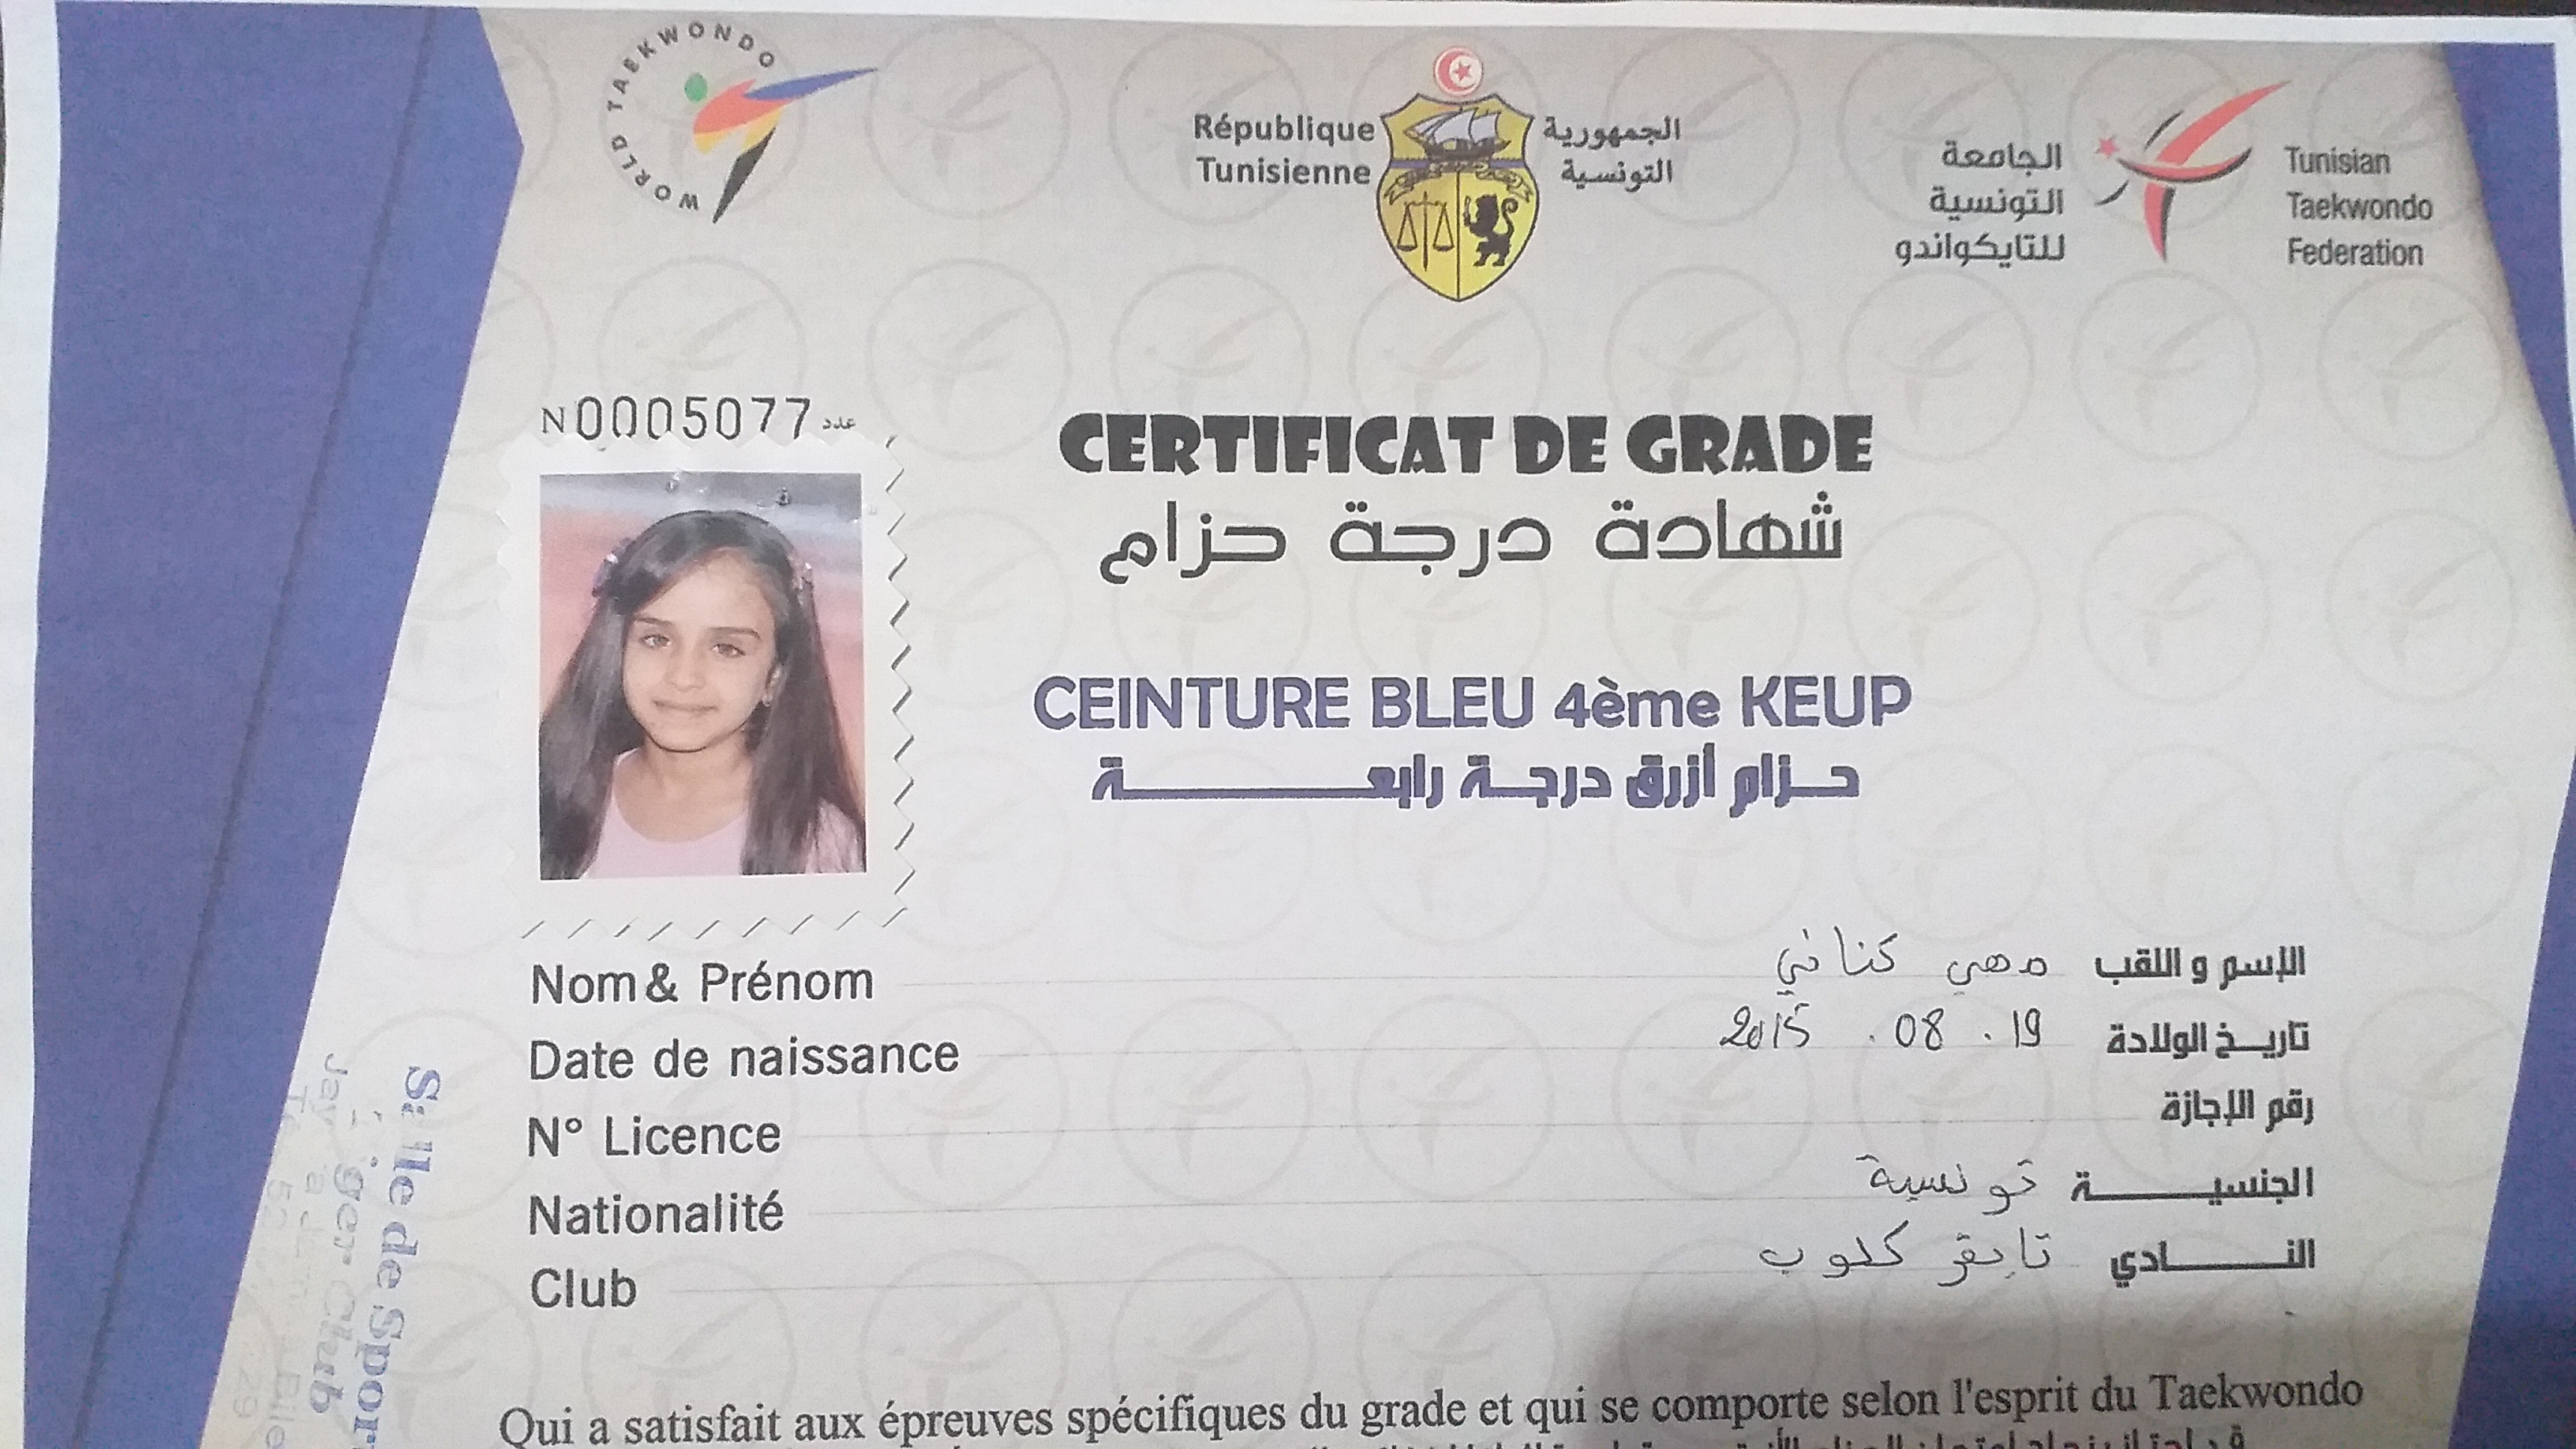 WORLD TAEKWONDO
République
Tunisienne
الجمهورية
التونسية
الجامعة
التونسية
للتايكواندو
Tunisian
Taekwondo
Federation
N0005077 عدد
CERTIFICAT DE GRADE
شهادة درجة حزام
CEINTURE BLEU 4ème KEUP
حزام أزرق درجة رابعة
Nom & Prénom كناني الإسم و اللقب
Date de naissance 19 . 08 . 2015 تاريخ الولادة
N° Licence رقم الإجازة
Nationalité تونسية الجنسية
Club تايقر كلوب النادي
Qui a satisfait aux épreuves spécifiques du grade et qui se comporte selon l'esprit du Taekwondo
Salle de Sport
Tiger Club